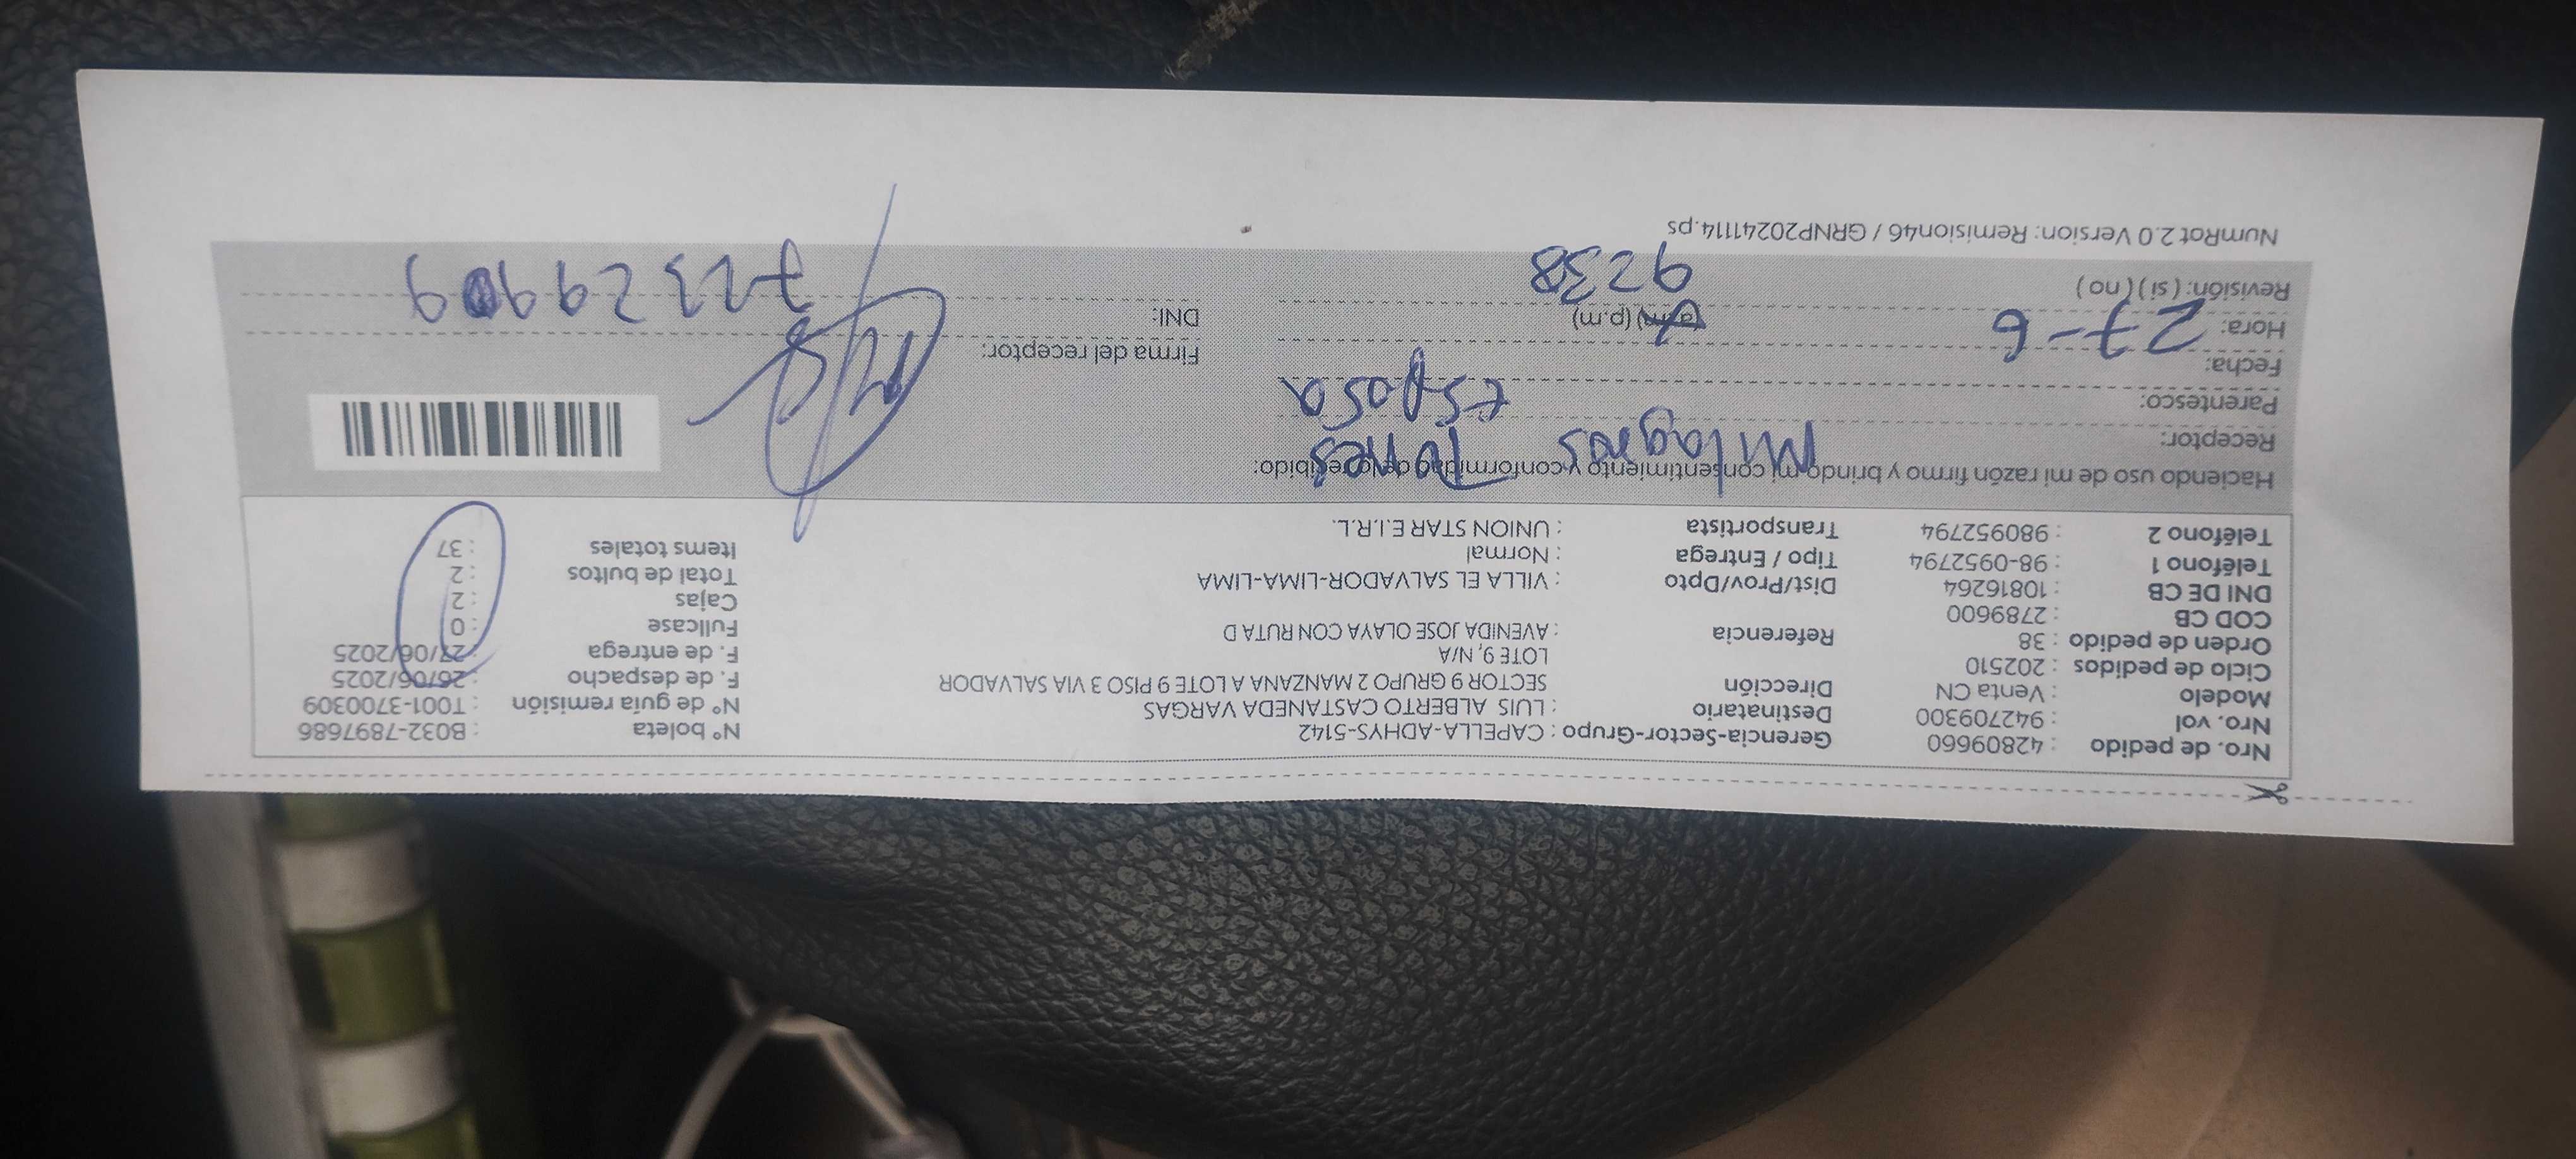 Nro. de pedido : 42809660 Gerencia-Sector-Grupo : CAPELLA-ADHYS-5142 N° boleta : B032-7897686
Nro. vol : 942709300 Destinatario : LUIS ALBERTO CASTANEDA VARGAS N° de guía remisión : T001-3700309
Modelo : Venta CN Dirección SECTOR 9 GRUPO 2 MANZANA A LOTE 9 PISO 3 VIA SALVADOR F. de despacho : 26/06/2025
Ciclo de pedidos : 202510 LOTE 9, N/A F. de entrega : 27/06/2025
Orden de pedido : 38 Referencia : AVENIDA JOSE OLAYA CON RUTA D Fullcase : 0
COD CB : 2789600 Cajas : 2
DNI DE CB : 10816264 Dist/Prov/Dpto : VILLA EL SALVADOR-LIMA-LIMA Total de bultos : 2
Teléfono 1 : 98-0952794 Tipo / Entrega : Normal Items totales : 37
Teléfono 2 : 980952794 Transportista : UNION STAR E.I.R.L.
Haciendo uso de mi razón firmo y brindo mi consentimiento y conformidad de lo recibido:
Receptor: Milagros Torres
Parentesco: Esposa
Fecha: 27-6 Firma del receptor:
Hora: (a.m) (p.m) DNI:
Revisión: ( si ) ( no ) 9238
NumRot 2.0 Version: Remision46 / GRNP20241114.ps